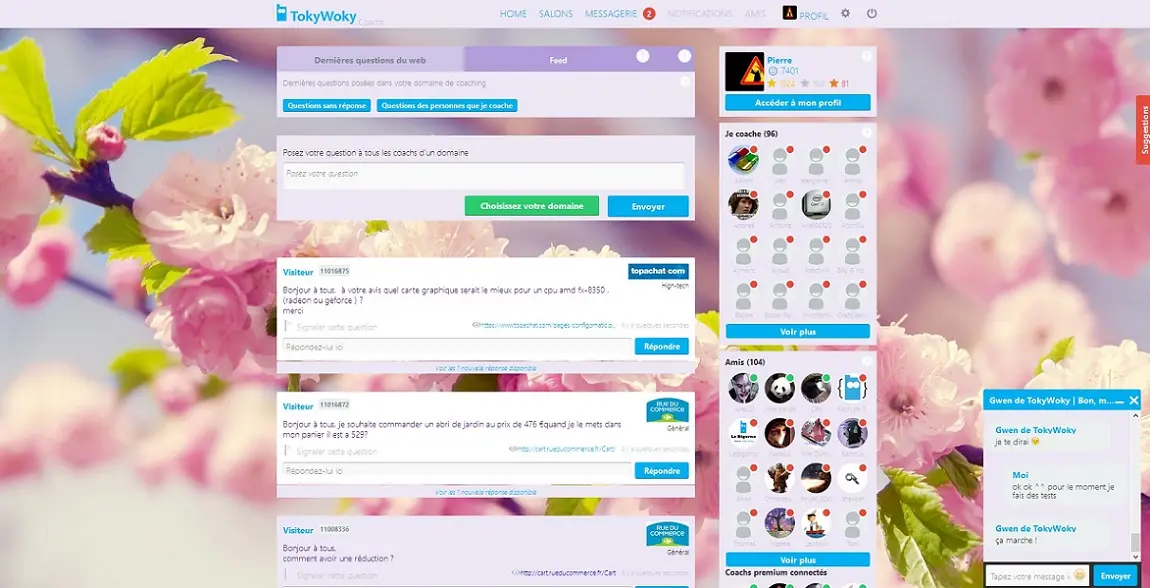 TokyWoky Coachs
HOME SALONS MESSAGERIE 2 NOTIFICATIONS AMIS PROFIL
Dernières questions du web
Feed
Dernières questions posées dans votre domaine de coaching
Questions sans réponse
Questions des personnes que je coache
Posez votre question à tous les coachs d'un domaine
Posez votre question
Choisissez votre domaine
Envoyer
Visiteur 11016875
topachat.com
High-tech
Bonjour à tous, à votre avis quel carte graphique serait le mieux pour un cpu amd fx-8350 ,
(radeon ou geforce ) ?
merci
Signaler cette question
https://www.topachat.com/pages/configomatic.p... il y a quelques secondes
Répondez-lui ici
Répondre
Voir les 1 nouvelle réponse disponible
Visiteur 11016872
RUE DU
COMMERCE
Général
Bonjour à tous, je souhaite commander un abri de jardin au prix de 476 €quand je le mets dans
mon panier il est a 529?
Signaler cette question
http://cart.rueducommerce.fr/Cart/ il y a quelques secondes
Répondez-lui ici
Répondre
Voir les 1 nouvelle réponse disponible
Visiteur 11008336
RUE DU
COMMERCE
Général
Bonjour à tous,
comment avoir une réduction ?
Signaler cette question
http://cart.rueducommerce.fr/Cart il y a quelques secondes
Pierre
7401
81
Accéder à mon profil
Je coache (96)
Voir plus
Amis (104)
Voir plus
Coachs premium connectés
Suggestions
Gwen de TokyWoky | Bon, m...
Gwen de TokyWoky
je te dirai
Moi
ok ok ^^ pour le moment je
fais des tests
Gwen de TokyWoky
ça marche !
Tapez votre message i
Envoyer